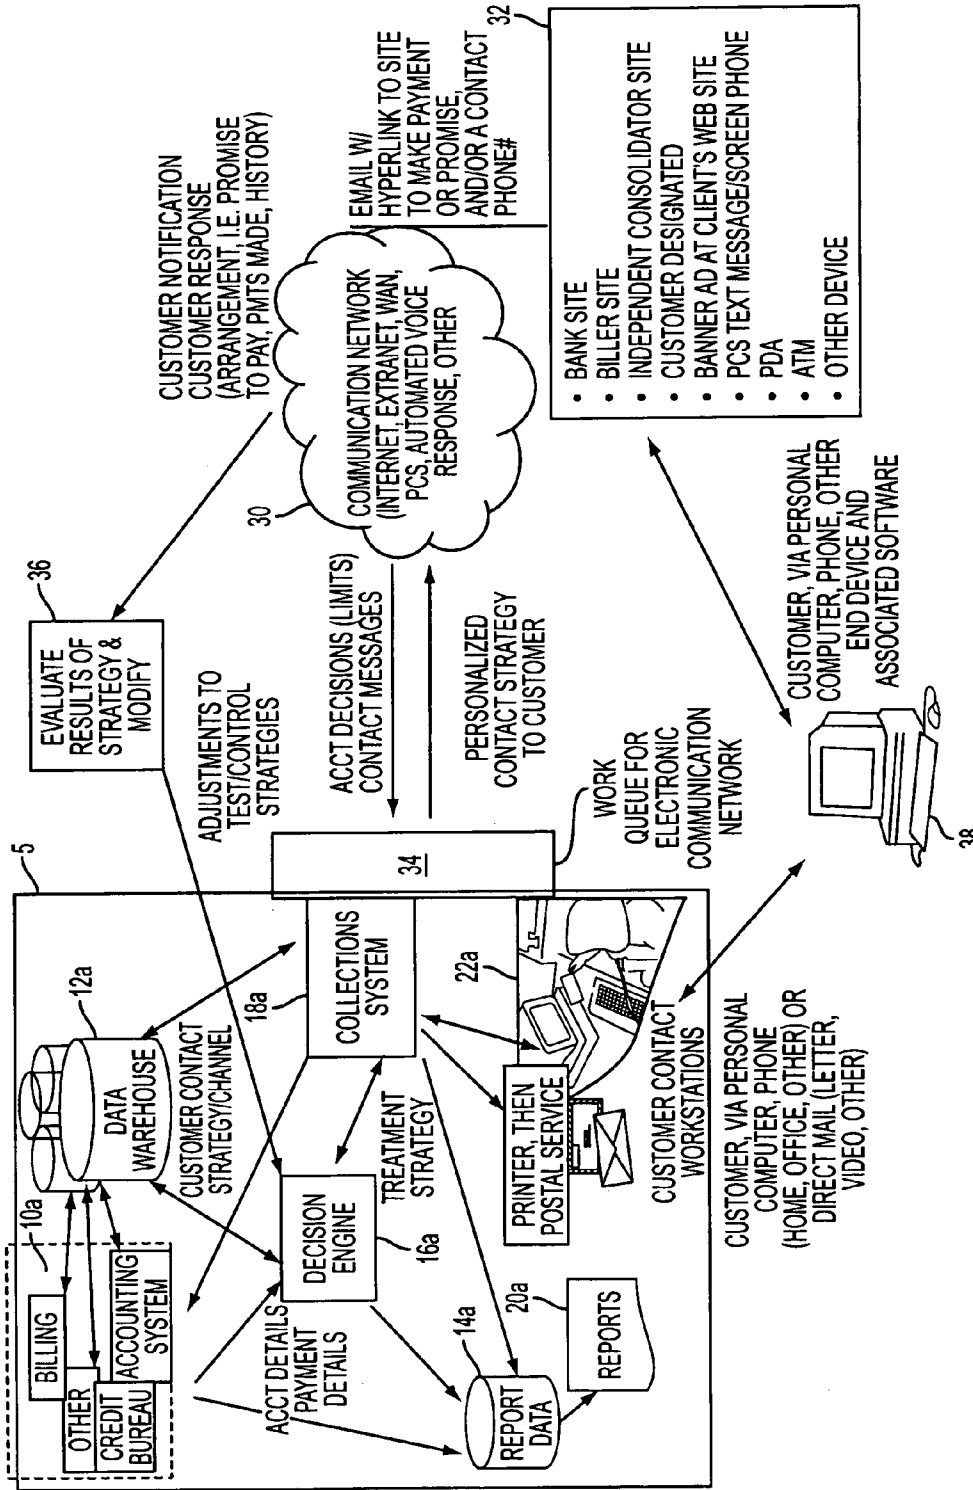 5
10a
BILLING
OTHER
CREDIT
BUREAU
ACCOUNTING
SYSTEM
12a
DATA
WAREHOUSE
CUSTOMER CONTACT
STRATEGY/CHANNEL
18a
COLLECTIONS
SYSTEM
ACCT DETAILS
PAYMENT
DETAILS
DECISION
ENGINE
16a
TREATMENT
STRATEGY
14a
REPORT
DATA
20a
REPORTS
PRINTER, THEN
POSTAL SERVICE
22a
CUSTOMER CONTACT
WORKSTATIONS
CUSTOMER, VIA PERSONAL
COMPUTER, PHONE
(HOME, OFFICE, OTHER) OR
DIRECT MAIL (LETTER,
VIDEO, OTHER)
34
WORK
QUEUE FOR
ELECTRONIC
COMMUNICATION
NETWORK
36
EVALUATE
RESULTS OF
STRATEGY &
MODIFY
ADJUSTMENTS TO
TEST/CONTROL
STRATEGIES
ACCT DECISIONS (LIMITS)
CONTACT MESSAGES
PERSONALIZED
CONTACT STRATEGY
TO CUSTOMER
CUSTOMER NOTIFICATION
CUSTOMER RESPONSE
(ARRANGEMENT, I.E. PROMISE
TO PAY, PMTS MADE, HISTORY)
30
COMMUNICATION NETWORK
(INTERNET, EXTRANET, WAN,
PCS, AUTOMATED VOICE
RESPONSE, OTHER
EMAIL W/
HYPERLINK TO SITE
TO MAKE PAYMENT
OR PROMISE,
AND/OR A CONTACT
PHONE#
32
• BANK SITE
• BILLER SITE
• INDEPENDENT CONSOLIDATOR SITE
• CUSTOMER DESIGNATED
• BANNER AD AT CLIENT'S WEB SITE
• PCS TEXT MESSAGE/SCREEN PHONE
• PDA
• ATM
• OTHER DEVICE
CUSTOMER, VIA PERSONAL
COMPUTER, PHONE, OTHER
END DEVICE AND
ASSOCIATED SOFTWARE
38